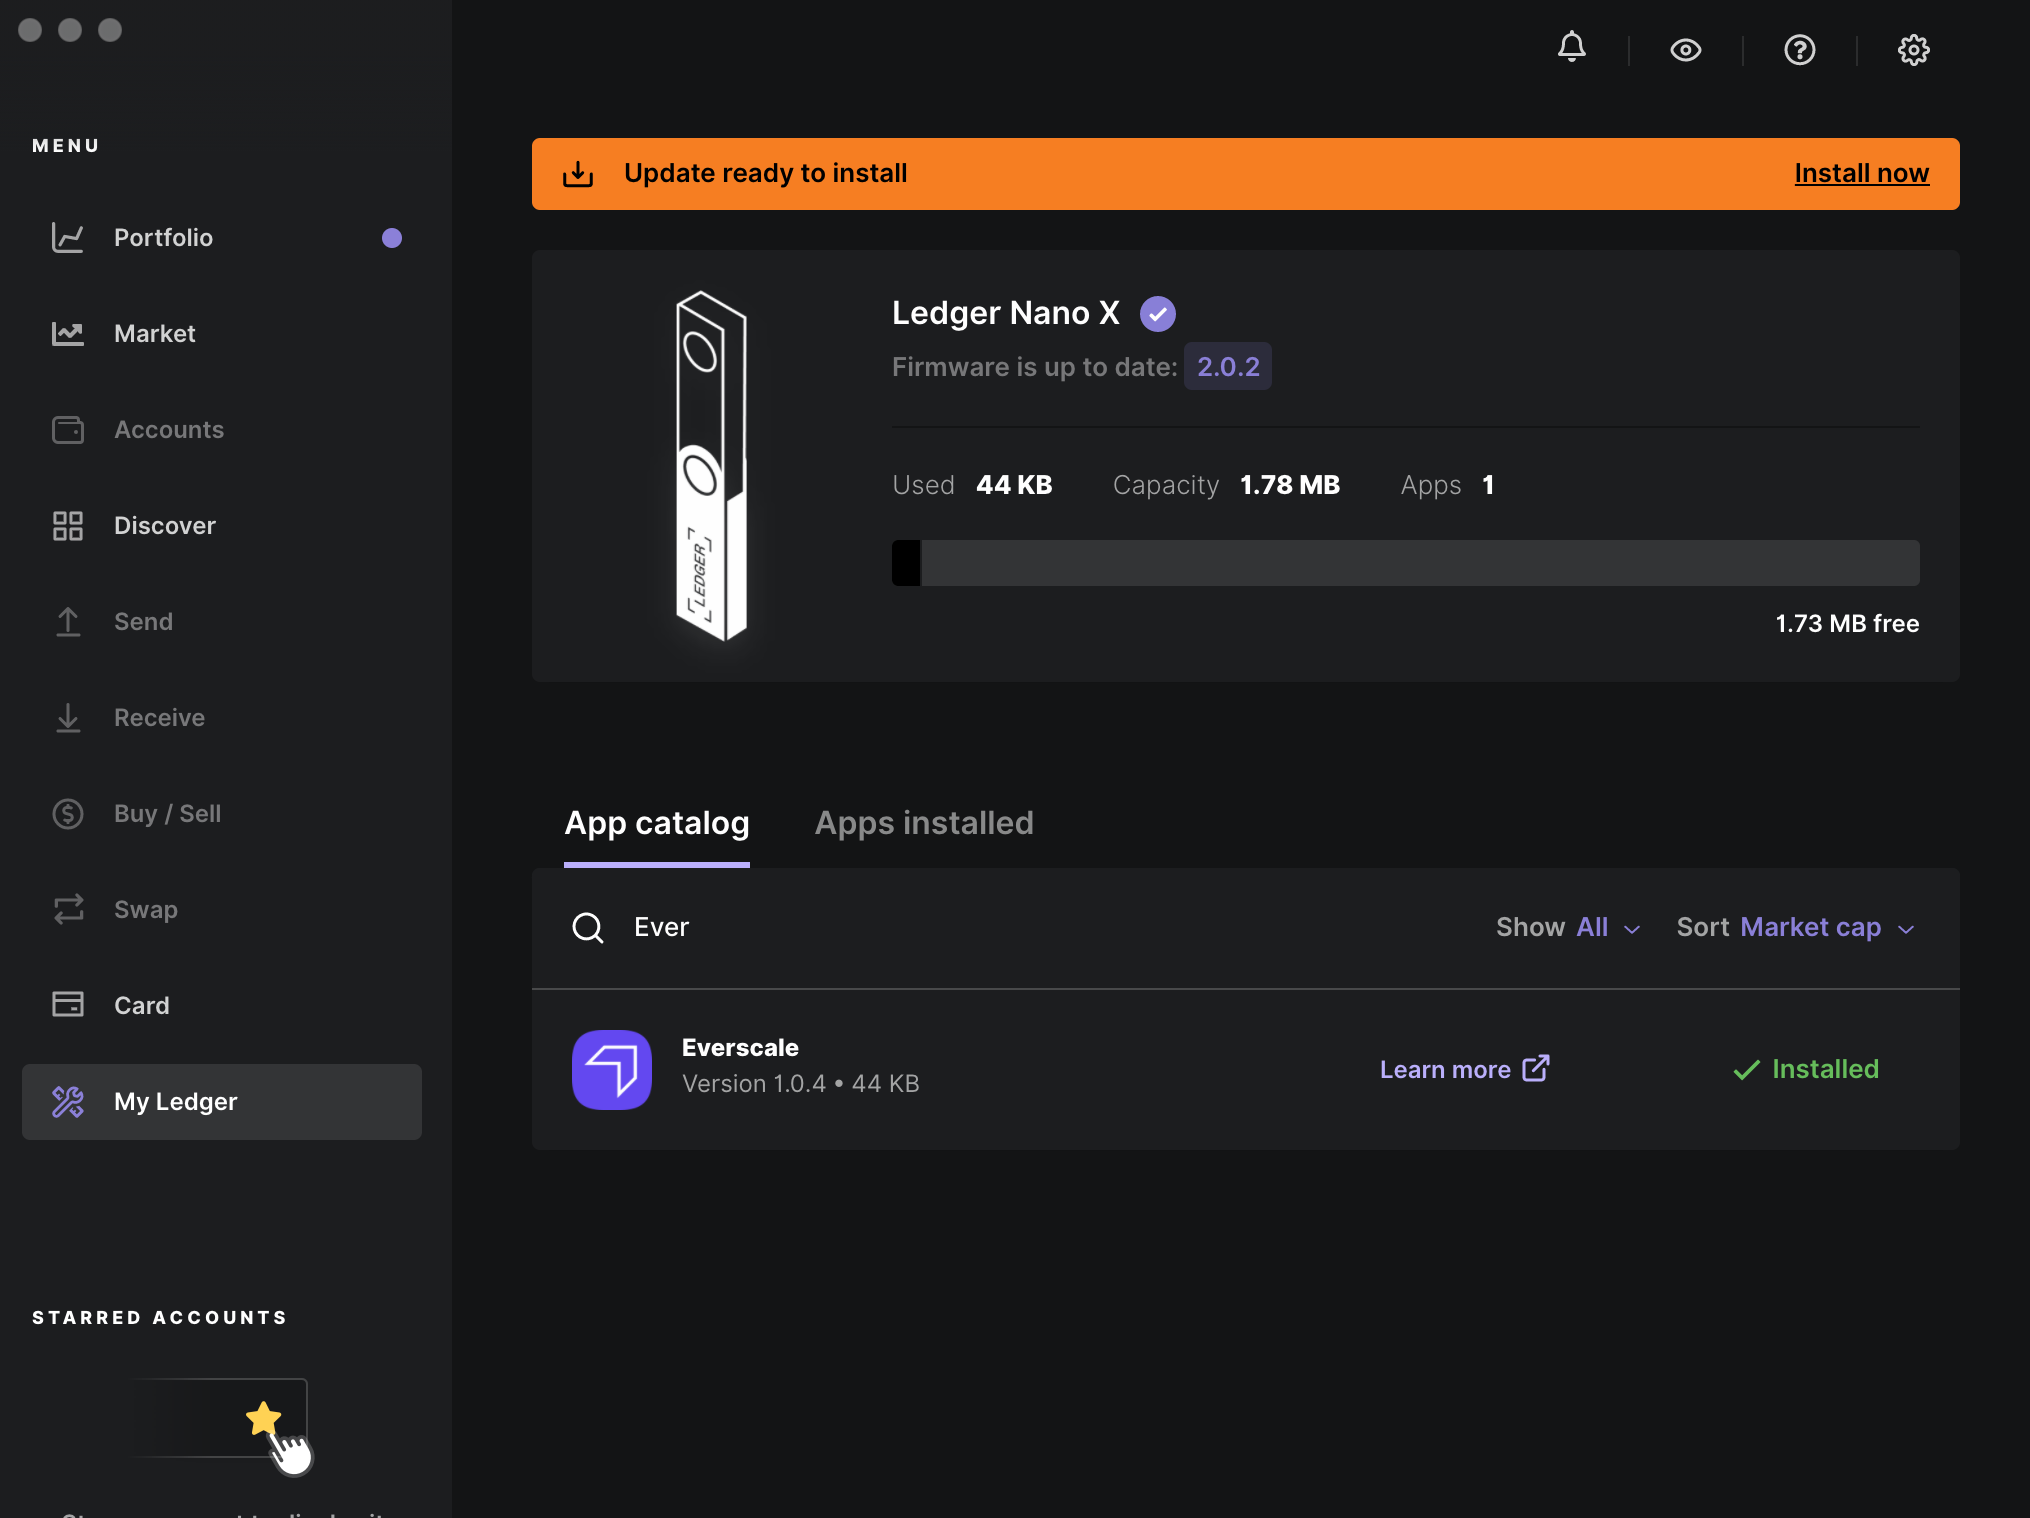 MENU
Portfolio
Market
Accounts
Discover
Send
Receive
Buy / Sell
Swap
Card
My Ledger
STARRED ACCOUNTS
Update ready to install
Install now
LEDGER
Ledger Nano X
Firmware is up to date: 2.0.2
Used 44 KB Capacity 1.78 MB Apps 1
1.73 MB free
App catalog Apps installed
Ever
Show All Sort Market cap
Everscale
Version 1.0.4 • 44 KB
Learn more
Installed